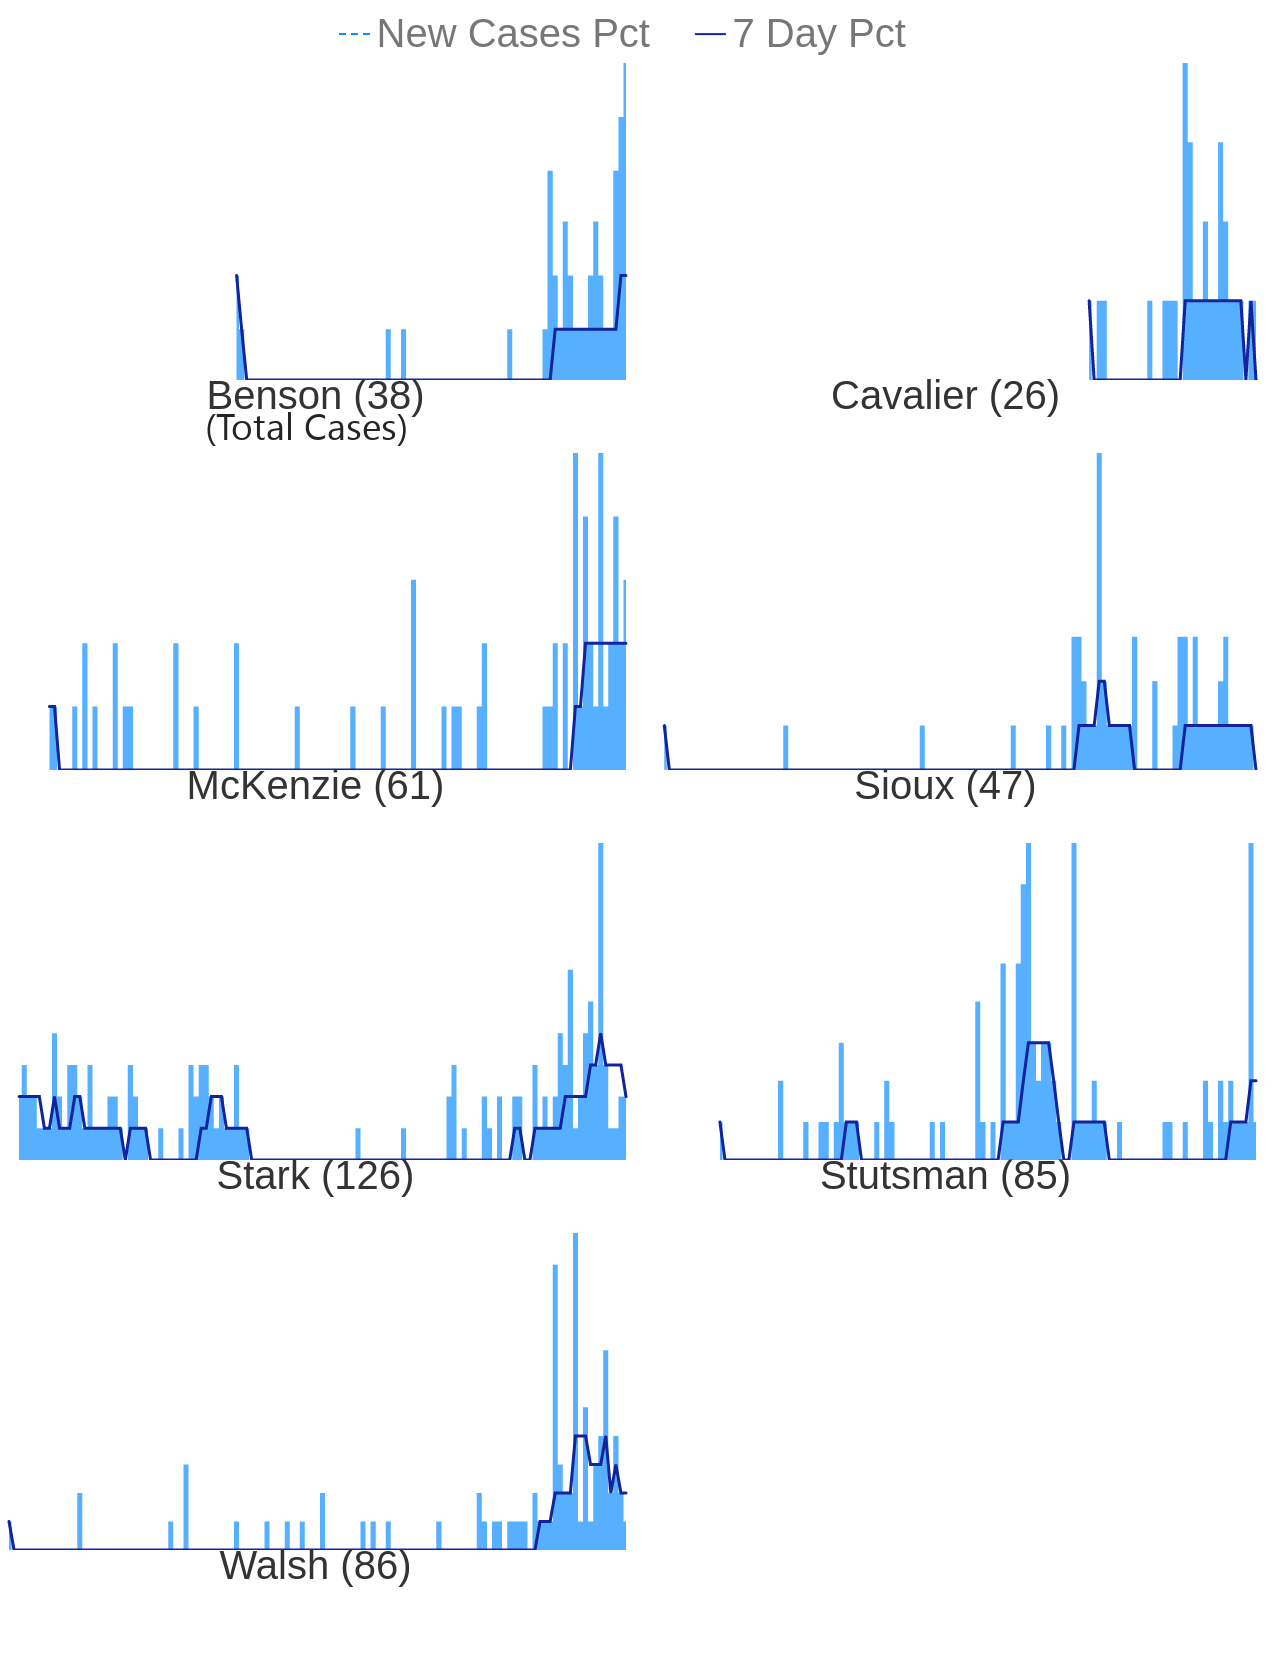 New Cases Pct 7 Day Pct
Benson (38)
(Total Cases)
Cavalier (26)
McKenzie (61)
Sioux (47)
Stark (126)
Stutsman (85)
Walsh (86)